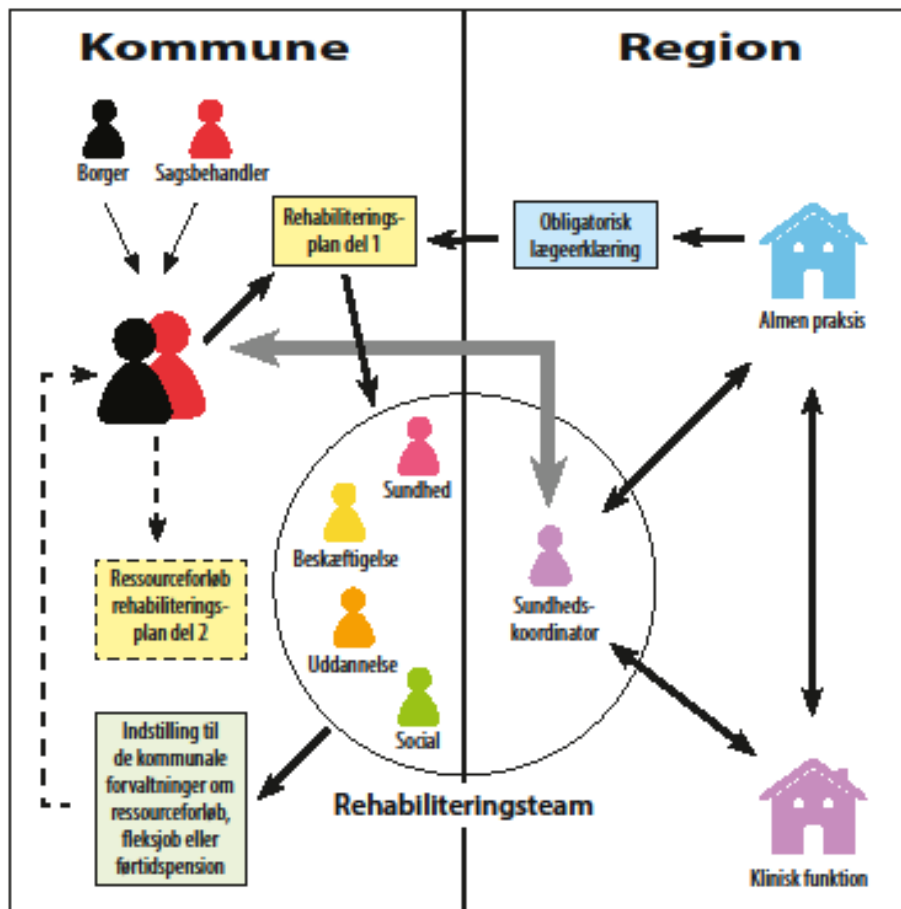 Kommune
Region
Borger
Sagsbehandler
Rehabiliterings-
plan del 1
Obligatorisk
lægeerklæring
Almen praksis
Sundhed
Beskæftigelse
Uddannelse
Social
Sundheds-
koordinator
Ressourceforløb
rehabiliterings-
plan del 2
Indstilling til
de kommunale
forvaltninger om
ressourceforløb,
fleksjob eller
førtidspension
Rehabiliteringsteam
Klinisk funktion